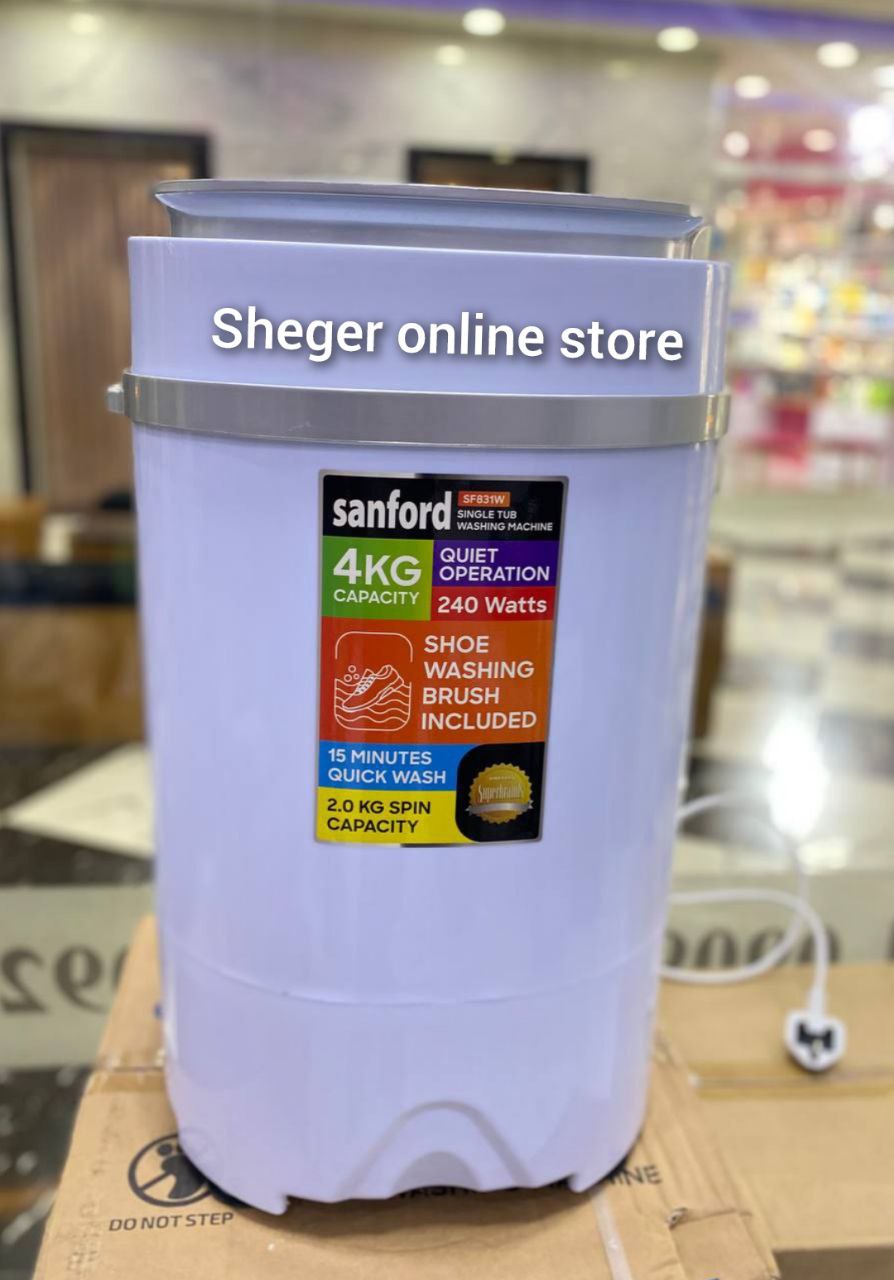 Sheger online store
sanford
SF831W
SINGLE TUB
WASHING MACHINE
4KG
CAPACITY
QUIET
OPERATION
240 Watts
SHOE
WASHING
BRUSH
INCLUDED
15 MINUTES
QUICK WASH
2.0 KG SPIN
CAPACITY
Superbrands
DO NOT STEP